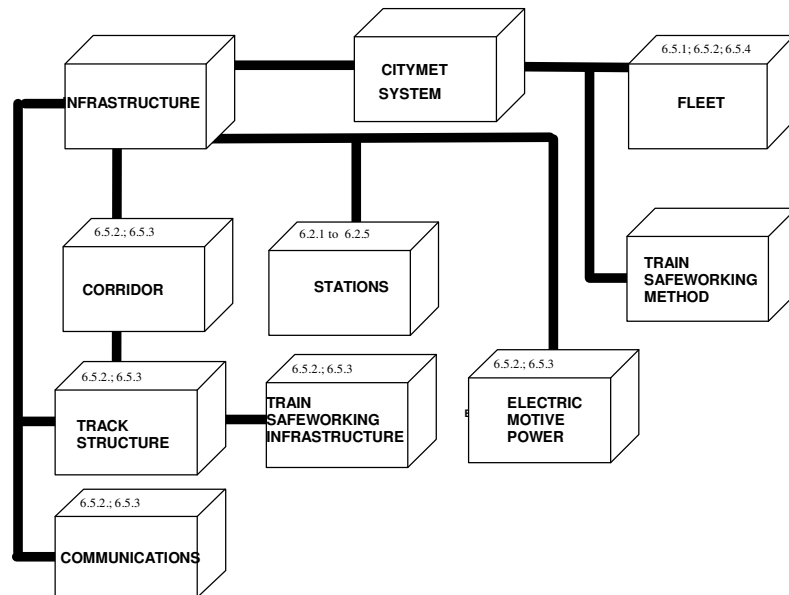 CITYMET
SYSTEM
6.5.1; 6.5.2; 6.5.4
FLEET
INFRASTRUCTURE
6.5.2.; 6.5.3
CORRIDOR
6.2.1 to 6.2.5
STATIONS
TRAIN
SAFEWORKING
METHOD
6.5.2.; 6.5.3
TRACK
STRUCTURE
6.5.2.; 6.5.3
TRAIN
SAFEWORKING
INFRASTRUCTURE
6.5.2.; 6.5.3
E
ELECTRIC
MOTIVE
POWER
6.5.2.; 6.5.3
COMMUNICATIONS